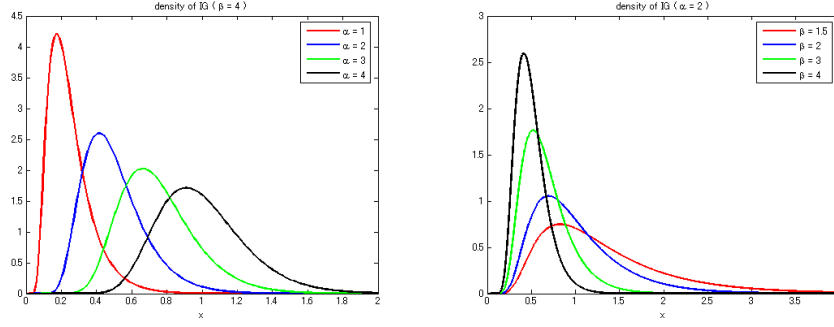 density of IG ( β = 4)
4.5
4
3.5
3
2.5
2
1.5
1
0.5
0
α = 1
α = 2
α = 3
α = 4
0 0.2 0.4 0.6 0.8 1 1.2 1.4 1.6 1.8 2
x
density of IG ( α = 2)
3
2.5
2
1.5
1
0.5
0
β = 1.5
β = 2
β = 3
β = 4
0 0.5 1 1.5 2 2.5 3 3.5
x